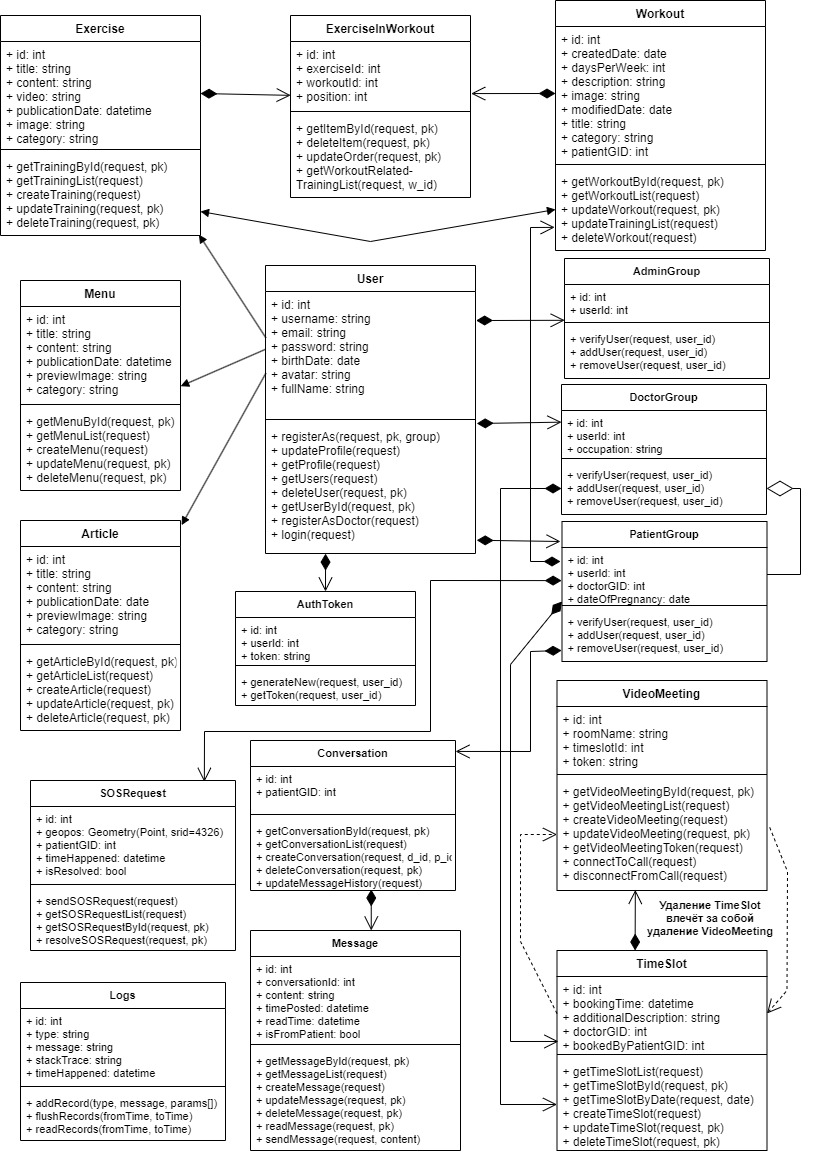 Exercise
+ id: int
+ title: string
+ content: string
+ video: string
+ publicationDate: datetime
+ image: string
+ category: string
+ getTrainingById(request, pk)
+ getTrainingList(request)
+ createTraining(request)
+ updateTraining(request, pk)
+ deleteTraining(request, pk)
ExerciseInWorkout
+ id: int
+ exerciseId: int
+ workoutId: int
+ position: int
+ getItemById(request, pk)
+ deleteItem(request, pk)
+ updateOrder(request, pk)
+ getWorkoutRelated-
TrainingList(request, w_id)
Workout
+ id: int
+ createdDate: date
+ daysPerWeek: int
+ description: string
+ image: string
+ modifiedDate: date
+ title: string
+ category: string
+ patientGID: int
+ getWorkoutById(request, pk)
+ getWorkoutList(request)
+ updateWorkout(request, pk)
+ updateTrainingList(request)
+ deleteWorkout(request)
Menu
+ id: int
+ title: string
+ content: string
+ publicationDate: datetime
+ previewImage: string
+ category: string
+ getMenuById(request, pk)
+ getMenuList(request)
+ createMenu(request)
+ updateMenu(request, pk)
+ deleteMenu(request, pk)
User
+ id: int
+ username: string
+ email: string
+ password: string
+ birthDate: date
+ avatar: string
+ fullName: string
+ registerAs(request, pk, group)
+ updateProfile(request)
+ getProfile(request)
+ getUsers(request)
+ deleteUser(request, pk)
+ getUserById(request, pk)
+ registerAsDoctor(request)
+ login(request)
AdminGroup
+ id: int
+ userId: int
+ verifyUser(request, user_id)
+ addUser(request, user_id)
+ removeUser(request, user_id)
DoctorGroup
+ id: int
+ userId: int
+ occupation: string
+ verifyUser(request, user_id)
+ addUser(request, user_id)
+ removeUser(request, user_id)
Article
+ id: int
+ title: string
+ content: string
+ publicationDate: date
+ previewImage: string
+ category: string
+ getArticleById(request, pk)
+ getArticleList(request)
+ createArticle(request)
+ updateArticle(request, pk)
+ deleteArticle(request, pk)
AuthToken
+ id: int
+ userId: int
+ token: string
+ generateNew(request, user_id)
+ getToken(request, user_id)
PatientGroup
+ id: int
+ userId: int
+ doctorGID: int
+ dateOfPregnancy: date
+ verifyUser(request, user_id)
+ addUser(request, user_id)
+ removeUser(request, user_id)
SOSRequest
+ id: int
+ geopos: Geometry(Point, srid=4326)
+ patientGID: int
+ timeHappened: datetime
+ isResolved: bool
+ sendSOSRequest(request)
+ getSOSRequestList(request)
+ getSOSRequestById(request, pk)
+ resolveSOSRequest(request, pk)
Conversation
+ id: int
+ patientGID: int
+ getConversationById(request, pk)
+ getConversationList(request)
+ createConversation(request, d_id, p_id
+ deleteConversation(request, pk)
+ updateMessageHistory(request)
VideoMeeting
+ id: int
+ roomName: string
+ timeslotId: int
+ token: string
+ getVideoMeetingById(request, pk)
+ getVideoMeetingList(request)
+ createVideoMeeting(request)
+ updateVideoMeeting(request, pk)
+ getVideoMeetingToken(request)
+ connectToCall(request)
+ disconnectFromCall(request)
Удаление TimeSlot
влечёт за собой
удаление VideoMeeting
Logs
+ id: int
+ type: string
+ message: string
+ stackTrace: string
+ timeHappened: datetime
+ addRecord(type, message, params[])
+ flushRecords(fromTime, toTime)
+ readRecords(fromTime, toTime)
Message
+ id: int
+ conversationId: int
+ content: string
+ timePosted: datetime
+ readTime: datetime
+ isFromPatient: bool
+ getMessageById(request, pk)
+ getMessageList(request)
+ createMessage(request)
+ updateMessage(request, pk)
+ deleteMessage(request, pk)
+ readMessage(request, pk)
+ sendMessage(request, content)
TimeSlot
+ id: int
+ bookingTime: datetime
+ additionalDescription: string
+ doctorGID: int
+ bookedByPatientGID: int
+ getTimeSlotList(request)
+ getTimeSlotById(request, pk)
+ getTimeSlotByDate(request, date)
+ createTimeSlot(request)
+ updateTimeSlot(request, pk)
+ deleteTimeSlot(request, pk)